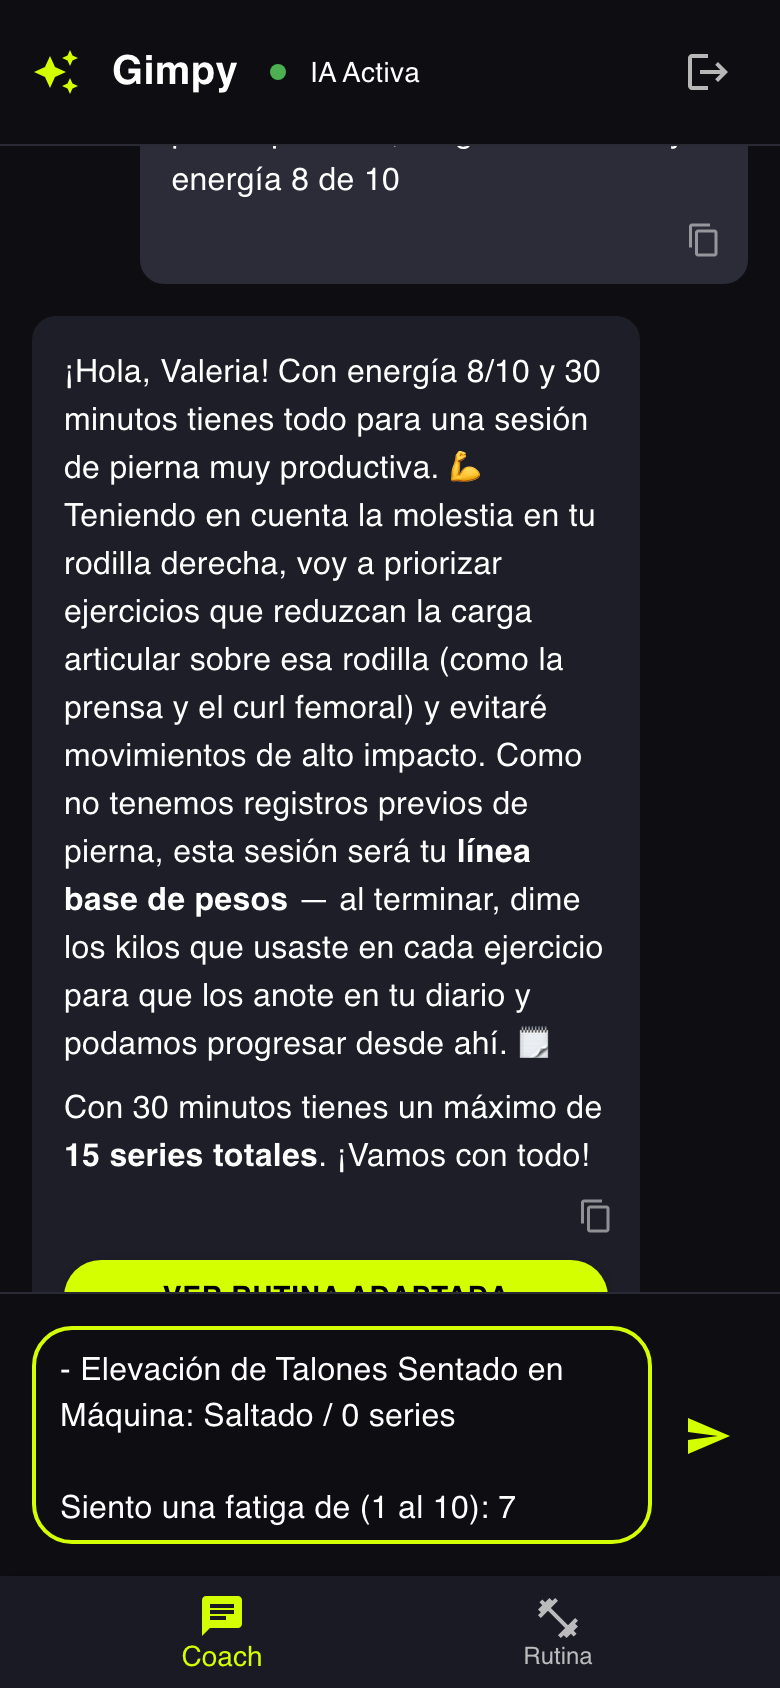 Gimpy
IA Activa
energía 8 de 10
¡Hola, Valeria! Con energía 8/10 y 30
minutos tienes todo para una sesión
de pierna muy productiva. 💪
Teniendo en cuenta la molestia en tu
rodilla derecha, voy a priorizar
ejercicios que reduzcan la carga
articular sobre esa rodilla (como la
prensa y el curl femoral) y evitaré
movimientos de alto impacto. Como
no tenemos registros previos de
pierna, esta sesión será tu línea
base de pesos — al terminar, dime
los kilos que usaste en cada ejercicio
para que los anote en tu diario y
podamos progresar desde ahí. 🗒️
Con 30 minutos tienes un máximo de
15 series totales. ¡Vamos con todo!
VER RUTINA ADAPTADA
- Elevación de Talones Sentado en
Máquina: Saltado / 0 series
Siento una fatiga de (1 al 10): 7
Coach
Rutina